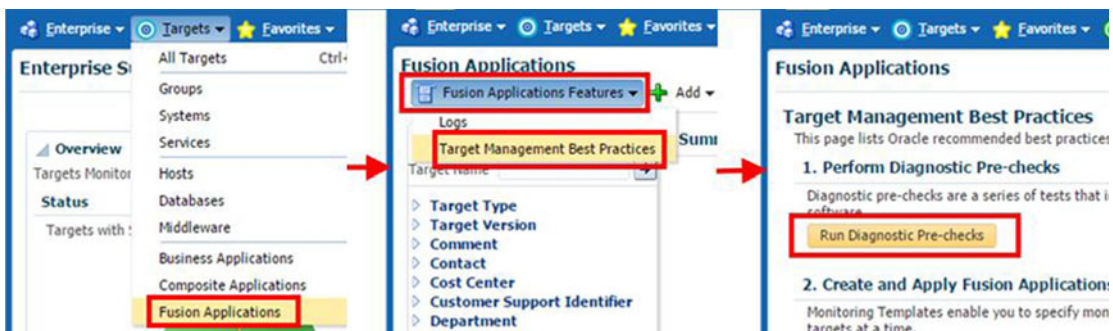 Enterprise Targets Favorites
Enterprise S
All Targets Ctrl
Groups
Systems
Services
Overview
Targets Monitor
Hosts
Status
Databases
Targets with
Middleware
Business Applications
Composite Applications
Fusion Applications
Enterprise Targets Favorites
Fusion Applications
Fusion Applications Features Add
Logs
Target Management Best Practices
Summ
Target Name
Target Type
Target Version
Comment
Contact
Cost Center
Customer Support Identifier
Department
Enterprise Targets Favorites
Fusion Applications
Target Management Best Practices
This page lists Oracle recommended best practices
1. Perform Diagnostic Pre-checks
Diagnostic pre-checks are a series of tests that i
software.
Run Diagnostic Pre-checks
2. Create and Apply Fusion Applications
Monitoring Templates enable you to specify mon
targets at a time.